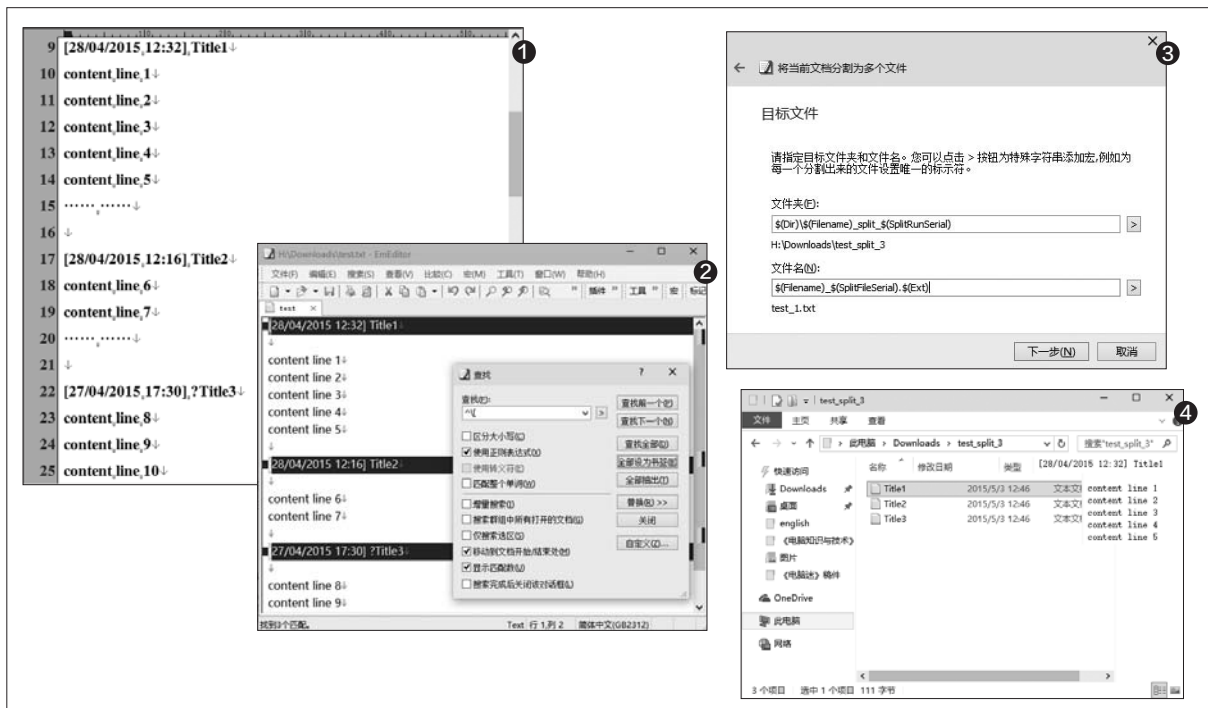 1
9 [28/04/2015 12:32] Title1↓
10 content line 1↓
11 content line 2↓
12 content line 3↓
13 content line 4↓
14 content line 5↓
15 ······ ······↓
16 ↓
17 [28/04/2015 12:16] Title2↓
18 content line 6↓
19 content line 7↓
20 ······ ······↓
21 ↓
22 [27/04/2015 17:30] ?Title3↓
23 content line 8↓
24 content line 9↓
25 content line 10↓
2
H:\Downloads\test.txt - EmEditor
文件(F) 编辑(E) 搜索(S) 查看(V) 比较(C) 宏(M) 工具(T) 窗口(W) 帮助(H)
插件 工具 宏 标记
text ×
[28/04/2015 12:32] Title1↓
↓
content line 1↓
content line 2↓
content line 3↓
content line 4↓
content line 5↓
↓
[28/04/2015 12:16] Title2↓
↓
content line 6↓
content line 7↓
↓
[27/04/2015 17:30] ?Title3↓
↓
content line 8↓
content line 9↓
找到3个匹配。 Text 行 1,列 2 简体中文(GB2312)
查找 ? ×
查找(D):
^\[
区分大小写(C)
使用正则表达式(X)
使用转义符(E)
匹配整个单词(W)
增量搜索(I)
搜索群组中所有打开的文档(G)
仅搜索选区(S)
移动到文档开始/结束处(M)
显示匹配数(U)
搜索完成后关闭该对话框(L)
查找前一个(P)
查找下一个(N)
查找全部(D)
全部设为书签(B)
全部抽出(T)
替换(R) >>
关闭
自定义(Z)...
3
将当前文档分割为多个文件
目标文件
请指定目标文件夹和文件名。您可以点击 > 按钮为特殊字符串添加宏,例如为
每一个分割出来的文件设置唯一的标示符。
文件夹(F):
$(Dir)\$(Filename)_split_$(SplitRunSerial) >
H:\Downloads\test_split_3
文件名(N):
$(Filename)_$(SplitFileSerial).$(Ext) >
test_1.txt
下一步(N) 取消
4
test_split_3
文件 主页 共享 查看
此电脑 › Downloads › test_split_3 搜索"test_split_3"
名称 修改日期 类型
快速访问
Downloads
桌面
english
《电脑知识与技术》
图片
《电脑迷》稿件
OneDrive
此电脑
网络
Title1 2015/5/3 12:46 文本文
Title2 2015/5/3 12:46 文本文
Title3 2015/5/3 12:46 文本文
[28/04/2015 12:32] Title1
content line 1
content line 2
content line 3
content line 4
content line 5
3 个项目 选中 1 个项目 111 字节